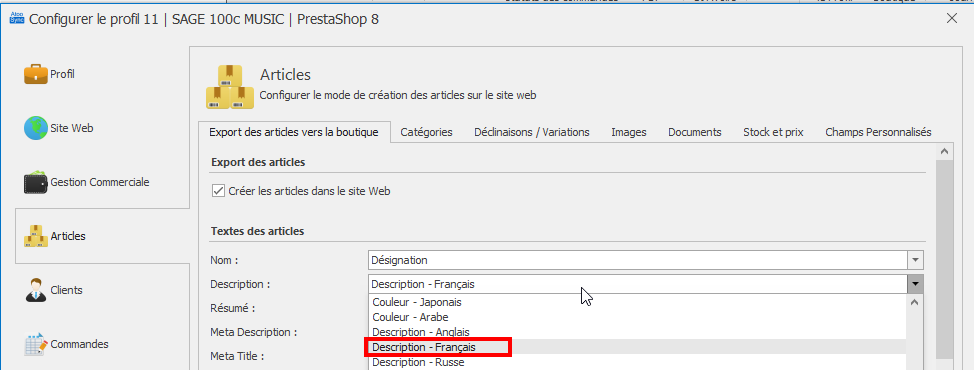 Atoo Sync Configurer le profil 11 | SAGE 100c MUSIC | PrestaShop 8
Profil
Site Web
Gestion Commerciale
Articles
Clients
Commandes
Articles
Configurer le mode de création des articles sur le site web
Export des articles vers la boutique Catégories Déclinaisons / Variations Images Documents Stock et prix Champs Personnalisés
Export des articles
Créer les articles dans le site Web
Textes des articles
Nom : Désignation
Description : Description - Français
Résumé :
Meta Description :
Meta Title :
Couleur - Japonais
Couleur - Arabe
Description - Anglais
Description - Français
Description - Russe